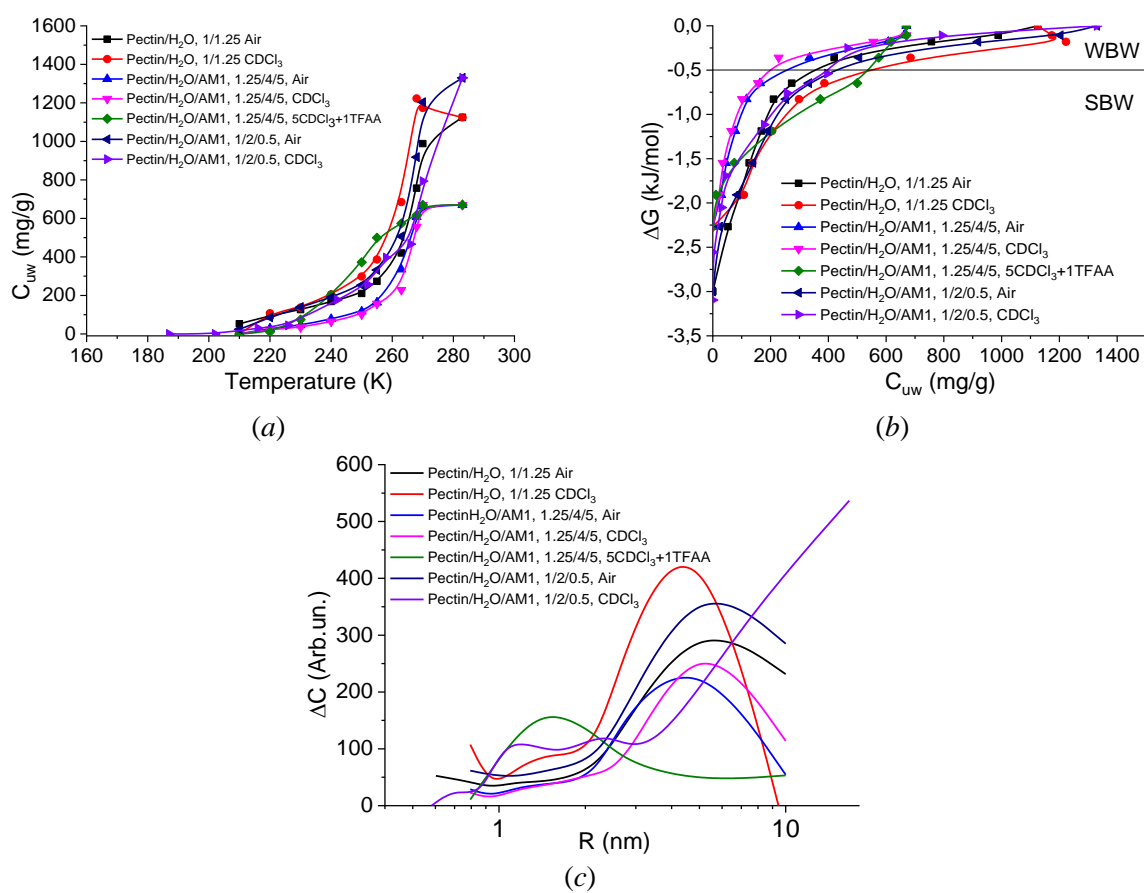 1600
1400
1200
1000
800
600
400
200
0
C_uw (mg/g)
Pectin/H₂O, 1/1.25 Air
Pectin/H₂O, 1/1.25 CDCl₃
Pectin/H₂O/AM1, 1.25/4/5, Air
Pectin/H₂O/AM1, 1.25/4/5, CDCl₃
Pectin/H₂O/AM1, 1.25/4/5, 5CDCl₃+1TFAA
Pectin/H₂O/AM1, 1/2/0.5, Air
Pectin/H₂O/AM1, 1/2/0.5, CDCl₃
160 180 200 220 240 260 280 300
Temperature (K)
(a)
0,0
-0,5
-1,0
-1,5
-2,0
-2,5
-3,0
-3,5
ΔG (kJ/mol)
WBW
SBW
Pectin/H₂O, 1/1.25 Air
Pectin/H₂O, 1/1.25 CDCl₃
Pectin/H₂O/AM1, 1.25/4/5, Air
Pectin/H₂O/AM1, 1.25/4/5, CDCl₃
Pectin/H₂O/AM1, 1.25/4/5, 5CDCl₃+1TFAA
Pectin/H₂O/AM1, 1/2/0.5, Air
Pectin/H₂O/AM1, 1/2/0.5, CDCl₃
0 200 400 600 800 1000 1200 1400
C_uw (mg/g)
(b)
600
500
400
300
200
100
0
ΔC (Arb.un.)
Pectin/H₂O, 1/1.25 Air
Pectin/H₂O, 1/1.25 CDCl₃
PectinH₂O/AM1, 1.25/4/5, Air
Pectin/H₂O/AM1, 1.25/4/5, CDCl₃
Pectin/H₂O/AM1, 1.25/4/5, 5CDCl₃+1TFAA
Pectin/H₂O/AM1, 1/2/0.5, Air
Pectin/H₂O/AM1, 1/2/0.5, CDCl₃
1 10
R (nm)
(c)